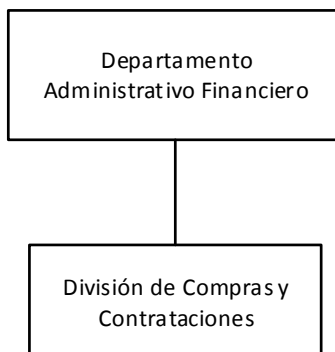 Departamento
Administrativo Financiero
División de Compras y
Contrataciones